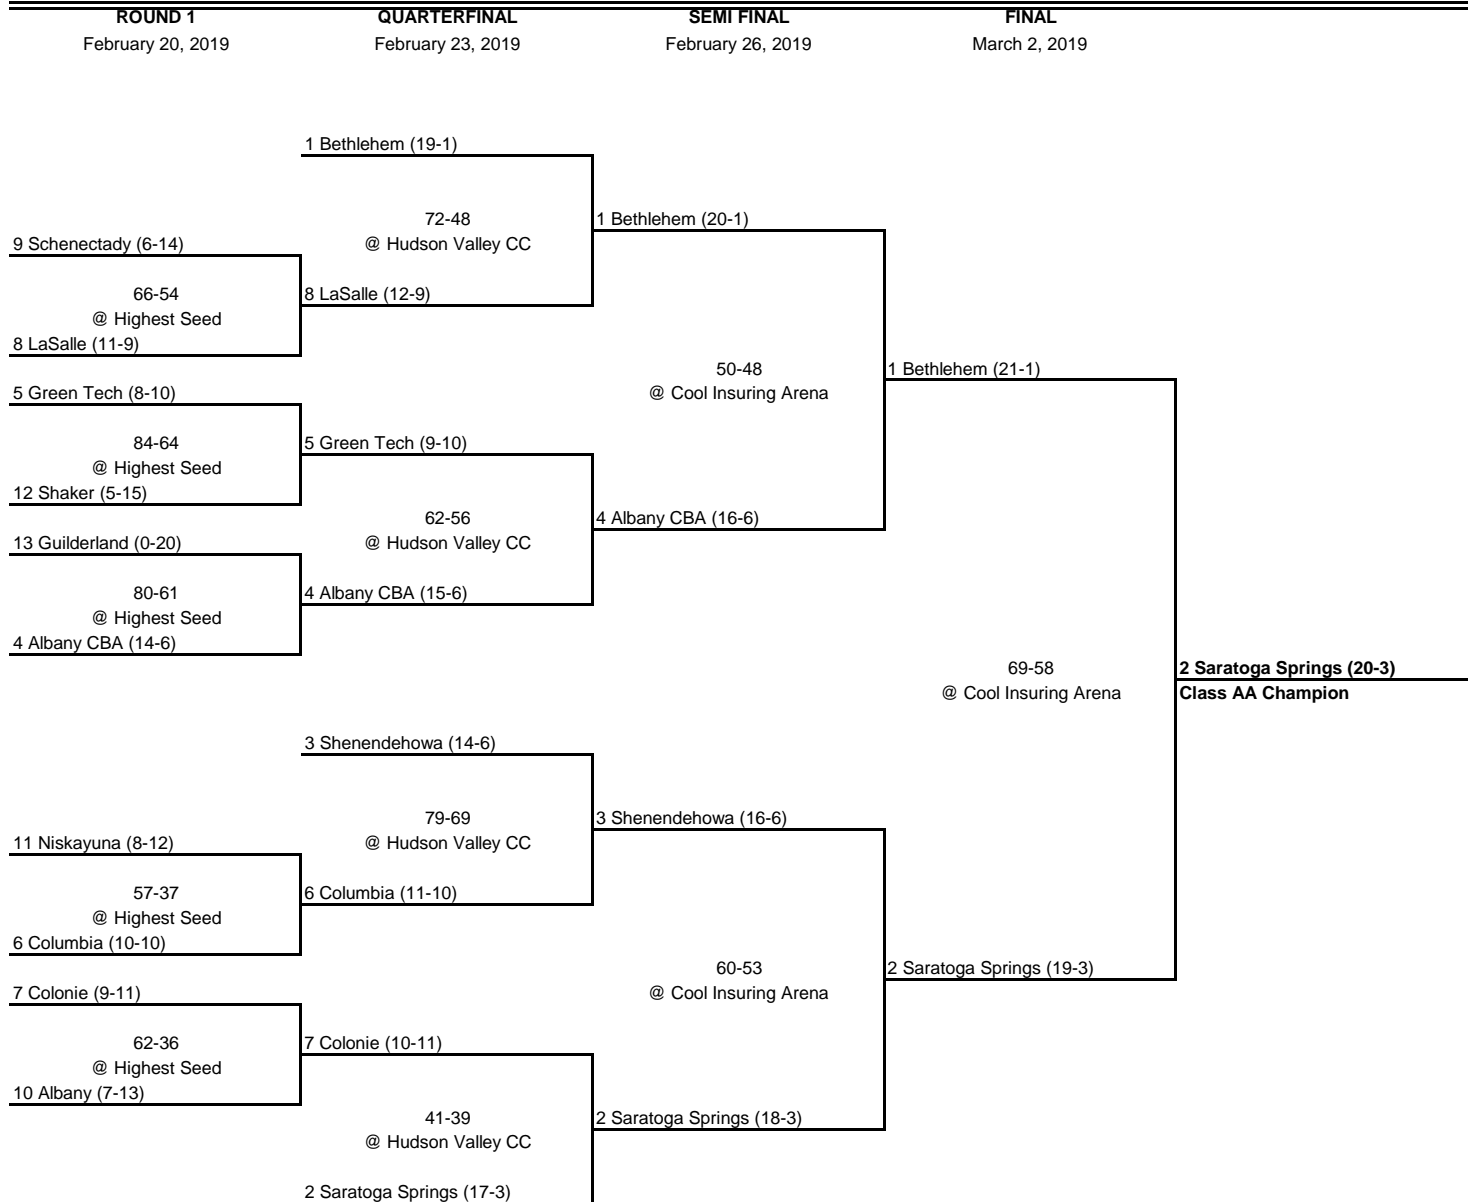 ROUND 1 QUARTERFINAL SEMI FINAL FINAL
February 20, 2019 February 23, 2019 February 26, 2019 March 2, 2019
1 Bethlehem (19-1)
72-48 1 Bethlehem (20-1)
9 Schenectady (6-14) @ Hudson Valley CC
66-54 8 LaSalle (12-9)
@ Highest Seed
8 LaSalle (11-9)
50-48 1 Bethlehem (21-1)
5 Green Tech (8-10) @ Cool Insuring Arena
84-64 5 Green Tech (9-10)
@ Highest Seed
12 Shaker (5-15)
62-56 4 Albany CBA (16-6)
13 Guilderland (0-20) @ Hudson Valley CC
80-61 4 Albany CBA (15-6)
@ Highest Seed
4 Albany CBA (14-6)
69-58 2 Saratoga Springs (20-3)
@ Cool Insuring Arena Class AA Champion
3 Shenendehowa (14-6)
79-69 3 Shenendehowa (16-6)
11 Niskayuna (8-12) @ Hudson Valley CC
57-37 6 Columbia (11-10)
@ Highest Seed
6 Columbia (10-10)
60-53 2 Saratoga Springs (19-3)
7 Colonie (9-11) @ Cool Insuring Arena
62-36 7 Colonie (10-11)
@ Highest Seed
10 Albany (7-13)
41-39 2 Saratoga Springs (18-3)
@ Hudson Valley CC
2 Saratoga Springs (17-3)